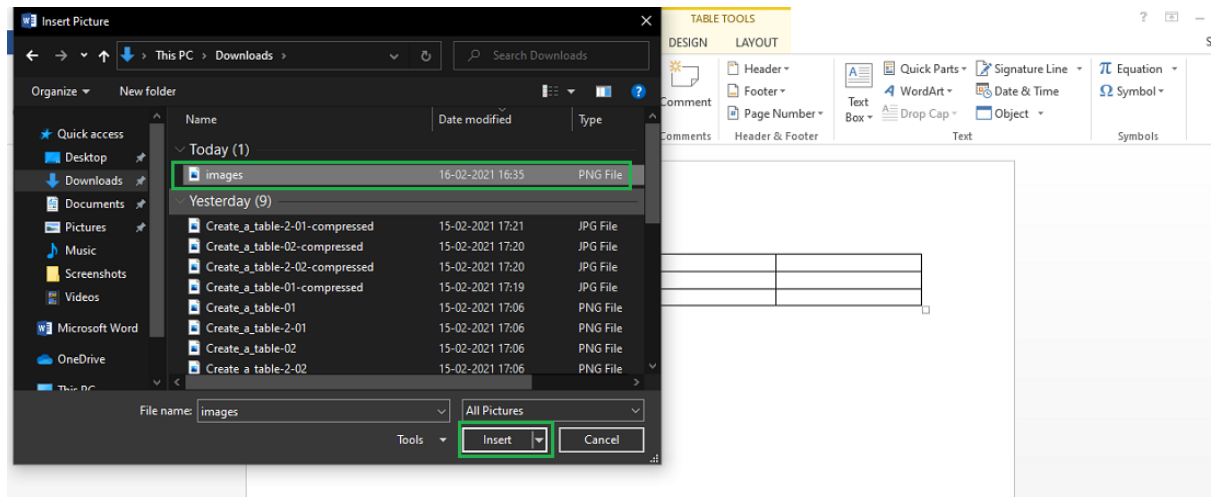 Insert Picture
This PC > Downloads >
Search Downloads
Organize
New folder
Name
Date modified
Type
Quick access
Desktop
Downloads
Documents
Pictures
Music
Screenshots
Videos
Microsoft Word
OneDrive
This PC
Today (1)
images 16-02-2021 16:35 PNG File
Yesterday (9)
Create_a_table-2-01-compressed 15-02-2021 17:21 JPG File
Create_a_table-02-compressed 15-02-2021 17:20 JPG File
Create_a_table-2-02-compressed 15-02-2021 17:20 JPG File
Create_a_table-01-compressed 15-02-2021 17:19 JPG File
Create_a_table-01 15-02-2021 17:06 PNG File
Create_a_table-2-01 15-02-2021 17:06 PNG File
Create_a_table-02 15-02-2021 17:06 PNG File
Create_a_table-2-02 15-02-2021 17:06 PNG File
File name: images
All Pictures
Tools
Insert
Cancel
TABLE TOOLS
DESIGN LAYOUT
?
S
Comment
Comments
Header
Footer
Page Number
Header & Footer
A
Text
Box
Quick Parts
WordArt
Drop Cap
Signature Line
Date & Time
Object
Text
π Equation
Ω Symbol
Symbols